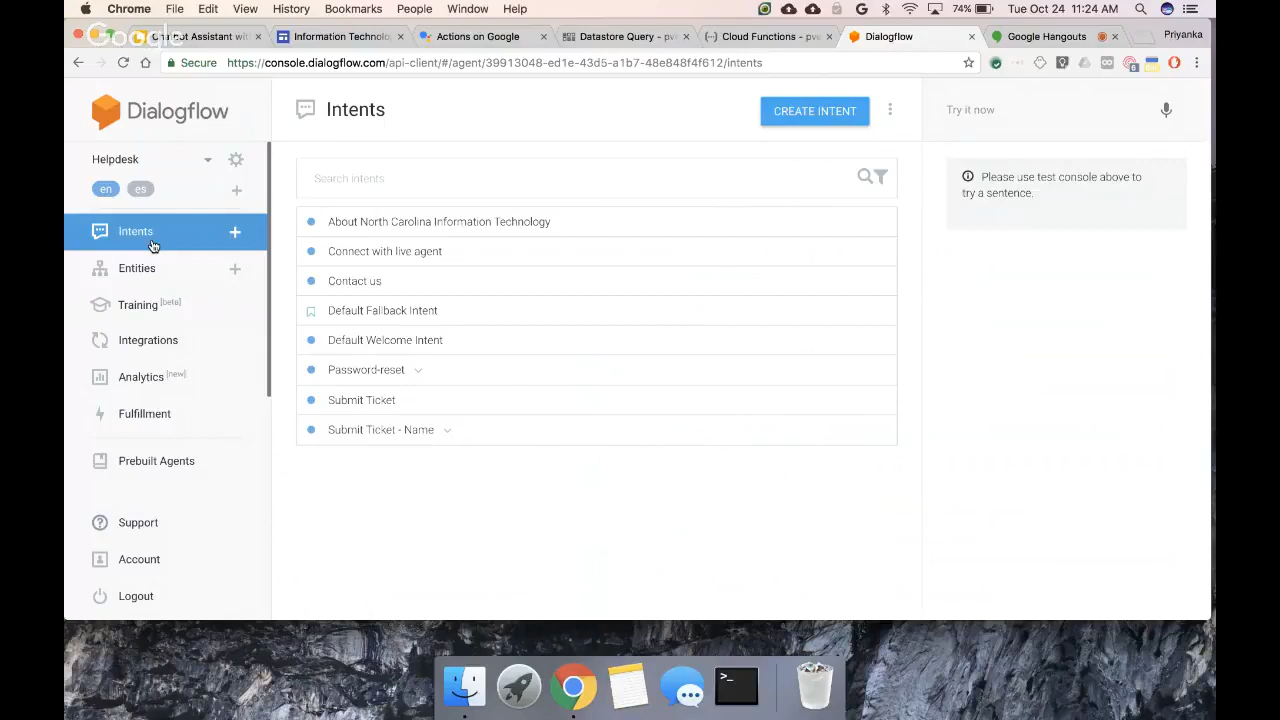 Chrome File Edit View History Bookmarks People Window Help
74% Tue Oct 24 11:24 AM
Google
Information Technolo
Actions on Google
Datastore Query - pv
Cloud Functions - pv
Dialogflow
Google Hangouts
Priyanka
Secure https://console.dialogflow.com/api-client/#/agent/39913048-ed1e-43d5-a1b7-48e848f4f612/intents
Dialogflow
Intents
CREATE INTENT
Try it now
Helpdesk
en es
Search intents
Please use test console above to
try a sentence.
Intents
Entities
Training [beta]
Integrations
Analytics [new]
Fulfillment
Prebuilt Agents
Support
Account
Logout
About North Carolina Information Technology
Connect with live agent
Contact us
Default Fallback Intent
Default Welcome Intent
Password-reset
Submit Ticket
Submit Ticket - Name